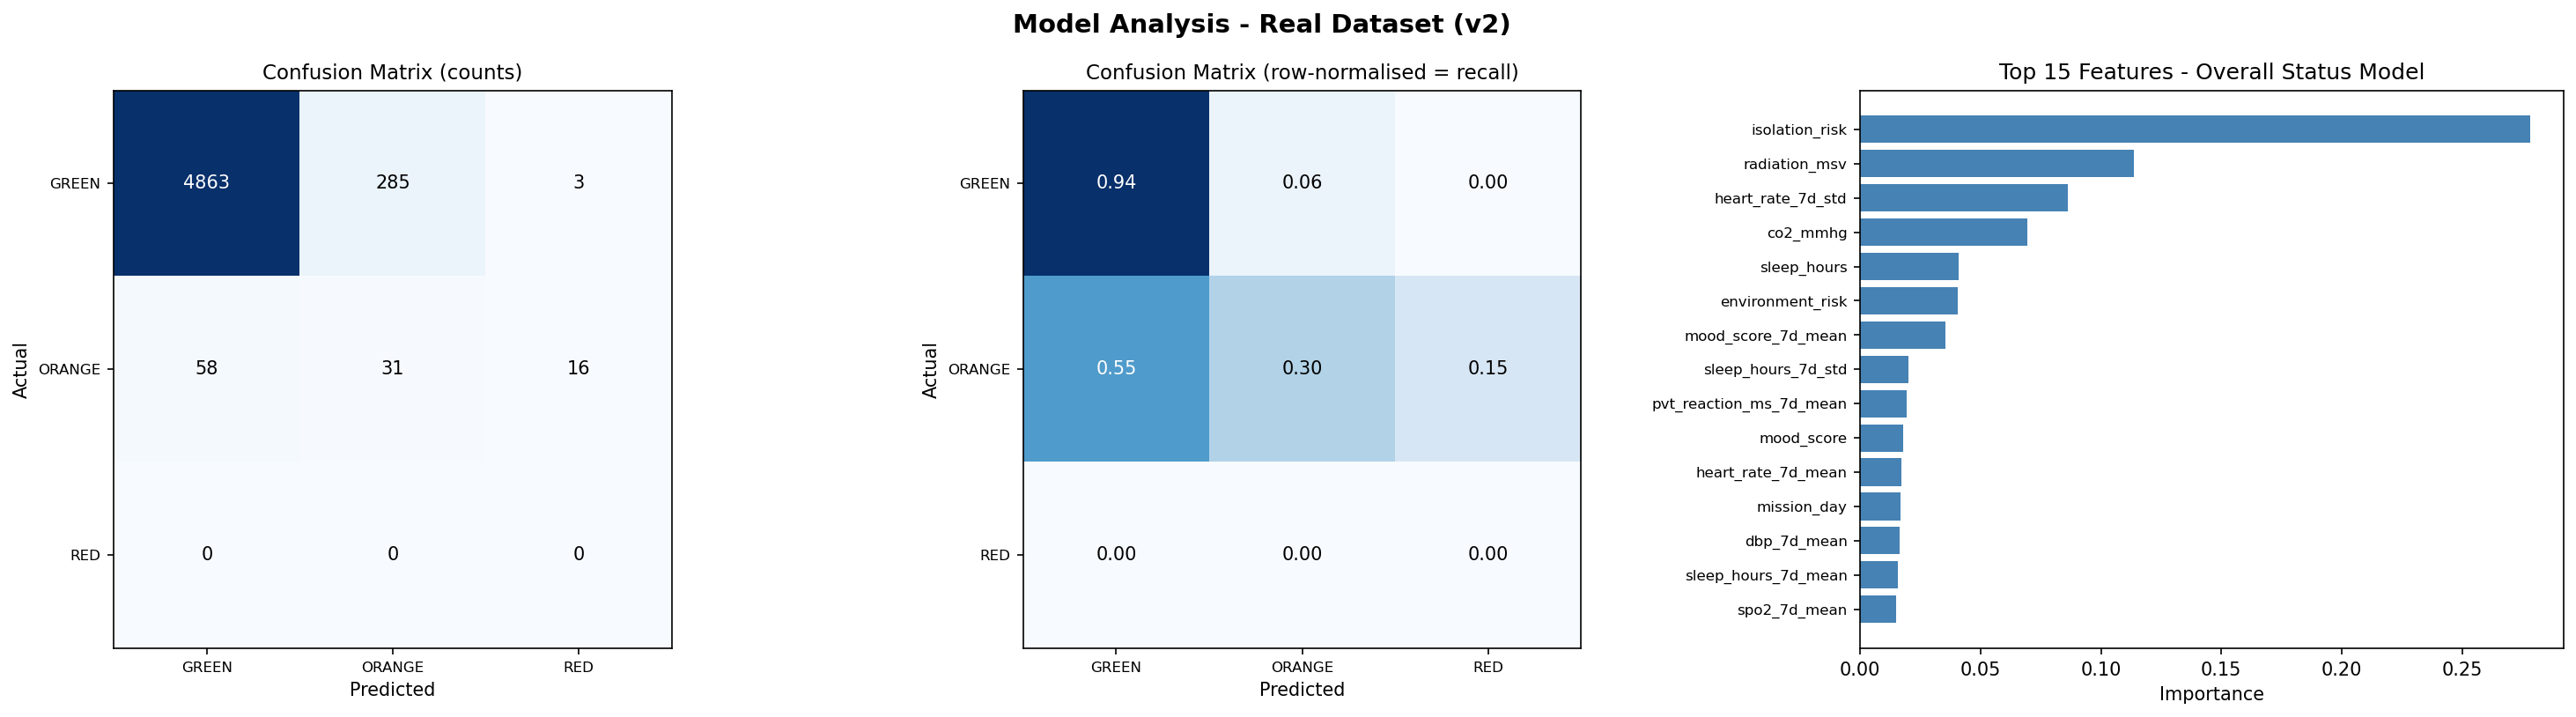 Model Analysis - Real Dataset (v2)
Confusion Matrix (counts)
Actual
GREEN 4863 285 3
ORANGE 58 31 16
RED 0 0 0
GREEN ORANGE RED
Predicted
Confusion Matrix (row-normalised = recall)
Actual
GREEN 0.94 0.06 0.00
ORANGE 0.55 0.30 0.15
RED 0.00 0.00 0.00
GREEN ORANGE RED
Predicted
Top 15 Features - Overall Status Model
isolation_risk
radiation_msv
heart_rate_7d_std
co2_mmhg
sleep_hours
environment_risk
mood_score_7d_mean
sleep_hours_7d_std
pvt_reaction_ms_7d_mean
mood_score
heart_rate_7d_mean
mission_day
dbp_7d_mean
sleep_hours_7d_mean
spo2_7d_mean
0.00 0.05 0.10 0.15 0.20 0.25
Importance